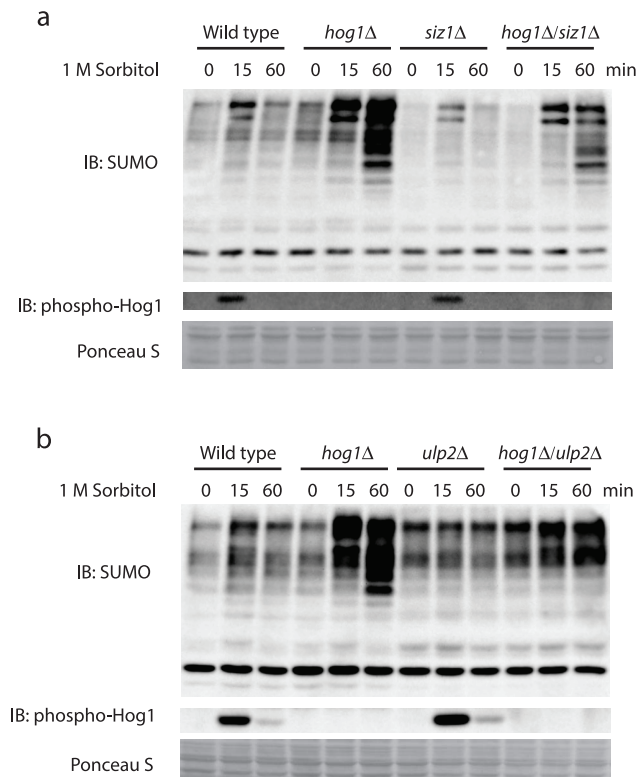 a
Wild type hog1Δ siz1Δ hog1Δ/siz1Δ
1 M Sorbitol 0 15 60 0 15 60 0 15 60 0 15 60 min
IB: SUMO
IB: phospho-Hog1
Ponceau S
b
Wild type hog1Δ ulp2Δ hog1Δ/ulp2Δ
1 M Sorbitol 0 15 60 0 15 60 0 15 60 0 15 60 min
IB: SUMO
IB: phospho-Hog1
Ponceau S